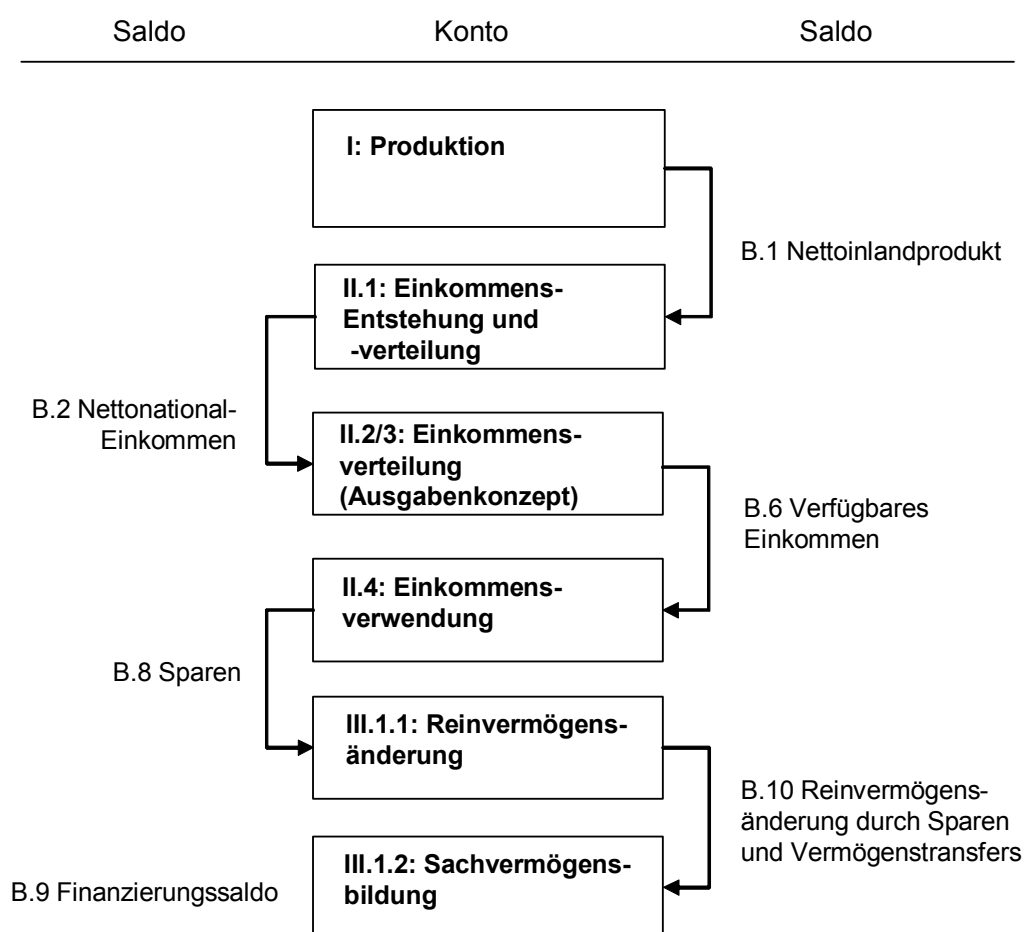 Saldo Konto Saldo
I: Produktion
B.1 Nettoinlandprodukt
II.1: Einkommens-
Entstehung und
-verteilung
B.2 Nettonational-
Einkommen
II.2/3: Einkommens-
verteilung
(Ausgabenkonzept)
B.6 Verfügbares
Einkommen
II.4: Einkommens-
verwendung
B.8 Sparen
III.1.1: Reinvermögens-
änderung
B.10 Reinvermögens-
änderung durch Sparen
und Vermögenstransfers
III.1.2: Sachvermögens-
bildung
B.9 Finanzierungssaldo